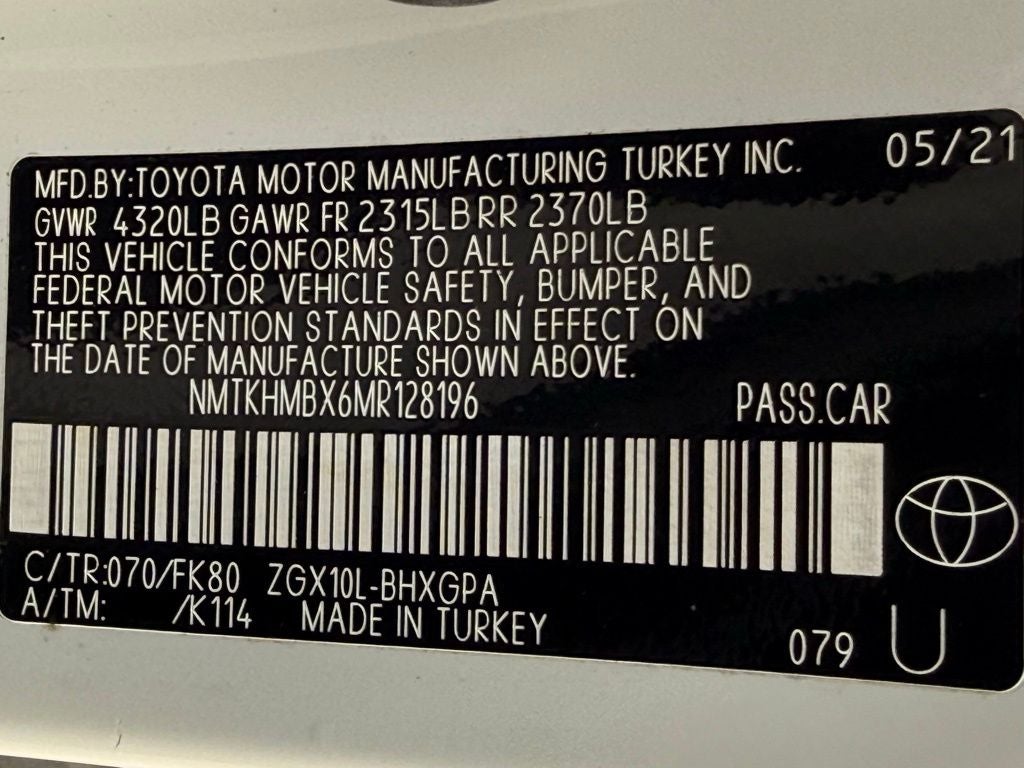 MFD.BY:TOYOTA MOTOR MANUFACTURING TURKEY INC. 05/21
GVWR 4320LB GAWR FR 2315LB RR 2370LB
THIS VEHICLE CONFORMS TO ALL APPLICABLE
FEDERAL MOTOR VEHICLE SAFETY, BUMPER, AND
THEFT PREVENTION STANDARDS IN EFFECT ON
THE DATE OF MANUFACTURE SHOWN ABOVE.
NMTKHMBX6MR128196 PASS.CAR
C/TR:070/FK80 ZGX10L-BHXGPA
A/TM: /K114 MADE IN TURKEY
079 U